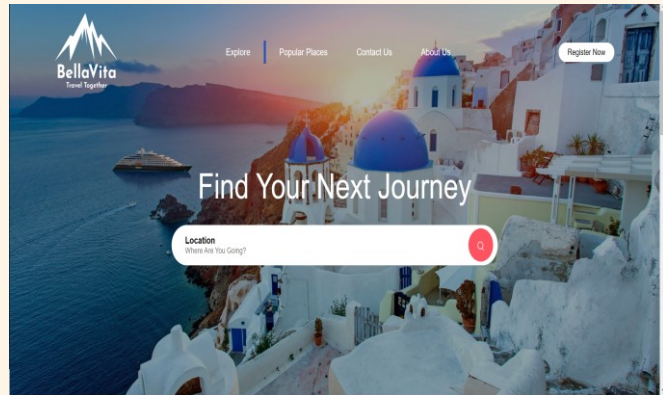 BellaVita
Travel Together
Explore
Popular Places
Contact Us
About Us
Register Now
Find Your Next Journey
Location
Where Are You Going?